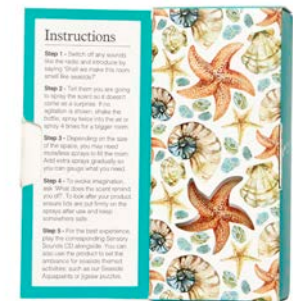 Instructions
Step 1 - Switch off any sounds
like the radio and introduce by
saying 'Shall we make this room
smell like seaside?'
Step 2 - Tell them you are going
to spray the scent so it doesn't
come as a surprise. If no
agitation is shown, shake the
bottle, spray twice into the air or
spray 4 times for a bigger room.
Step 3 - Depending on the size
of the space, you may need
more/less sprays to fill the room.
Add extra sprays gradually so
you can gauge what you need.
Step 4 - To evoke imagination
ask 'What does the scent remind
you of?'. To look after your product,
ensure lids are put firmly on the
sprays after use and keep
somewhere safe.
Step 5 - For the best experience,
play the corresponding Sensory
Sounds CD alongside. You can
also use the product to set the
ambiance for seaside themed
activities; such as our Seaside
Aquapaints or jigsaw puzzles.